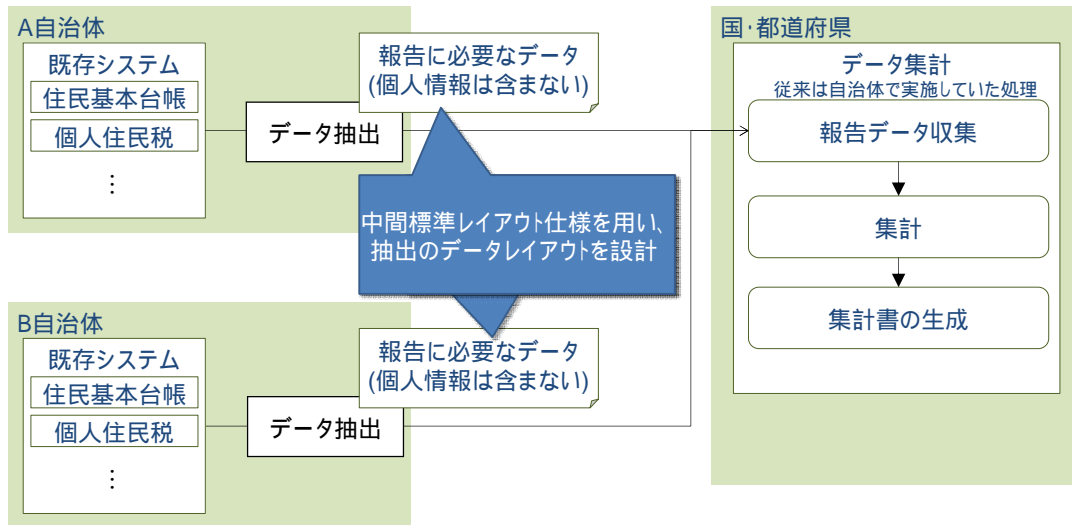 A自治体
既存システム
住民基本台帳
個人住民税
⋮
データ抽出
報告に必要なデータ
(個人情報は含まない)
中間標準レイアウト仕様を用い、
抽出のデータレイアウトを設計
B自治体
既存システム
住民基本台帳
個人住民税
⋮
データ抽出
報告に必要なデータ
(個人情報は含まない)
国・都道府県
データ集計
従来は自治体で実施していた処理
報告データ収集
集計
集計書の生成